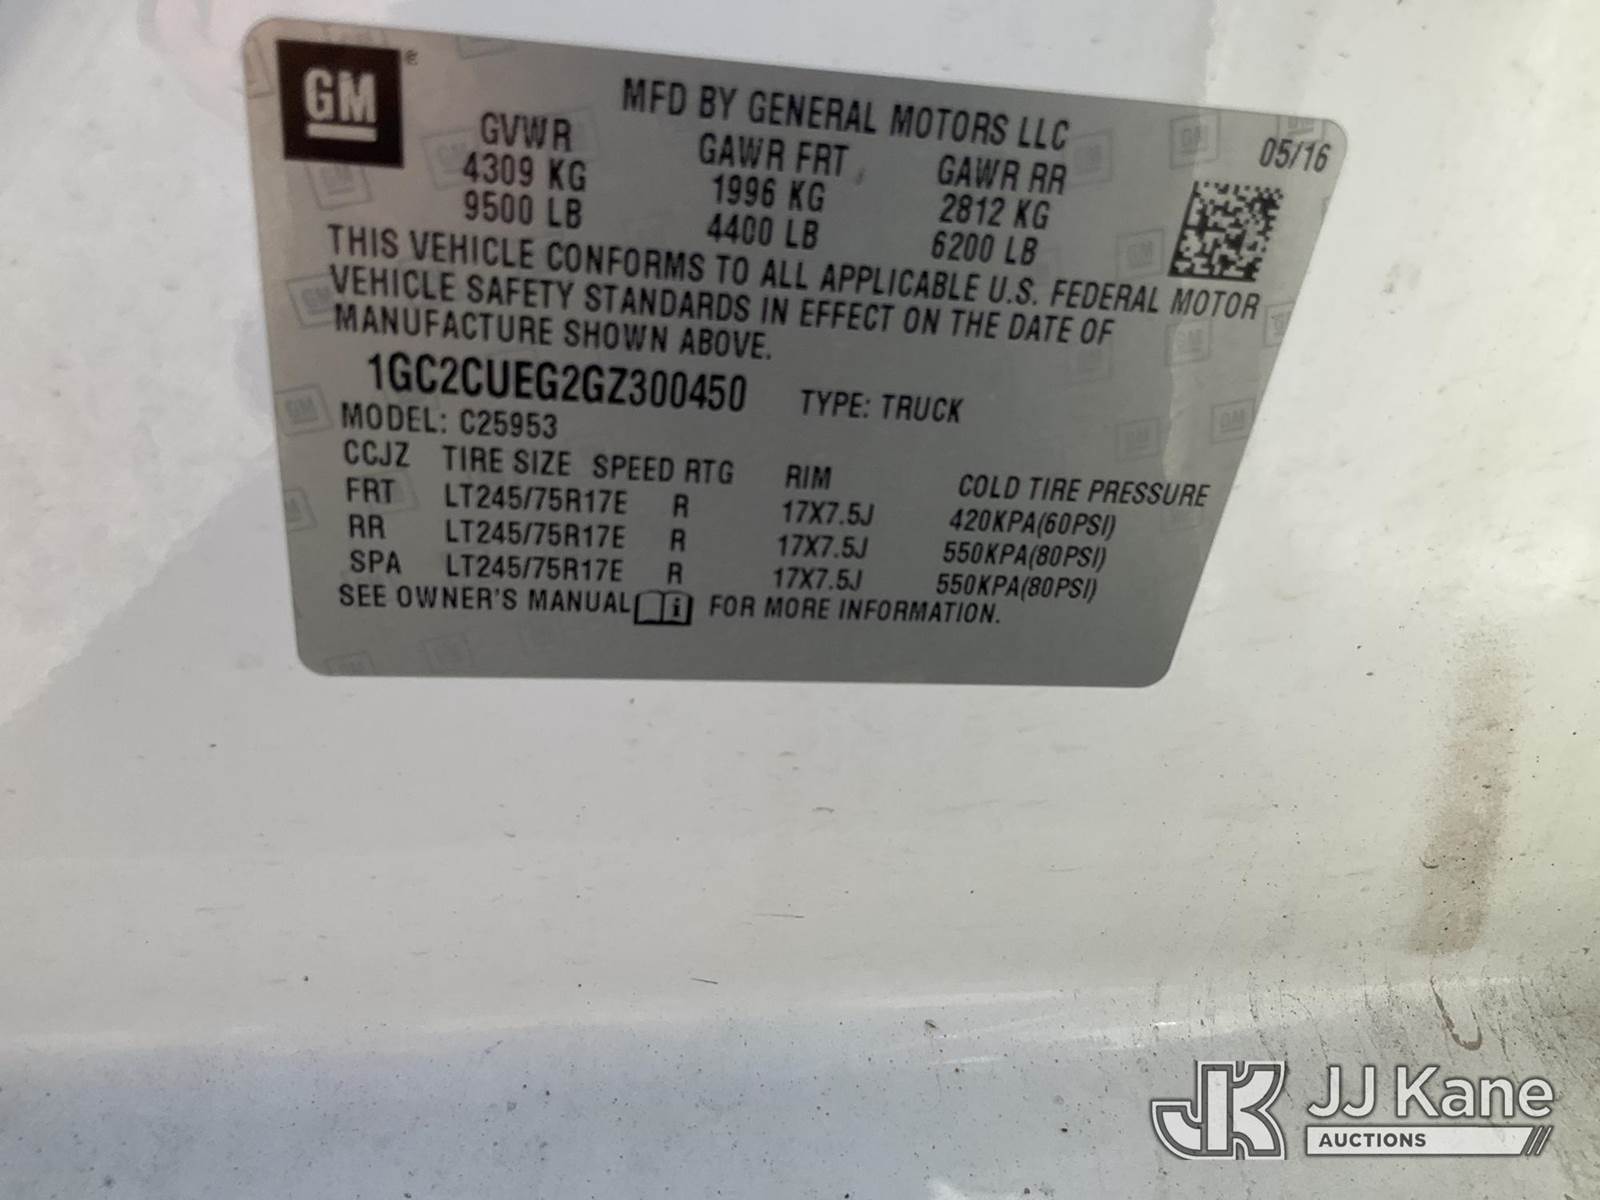 GM ®
MFD BY GENERAL MOTORS LLC
05/16
GVWR GAWR FRT GAWR RR
4309 KG 1996 KG 2812 KG
9500 LB 4400 LB 6200 LB
THIS VEHICLE CONFORMS TO ALL APPLICABLE U.S. FEDERAL MOTOR
VEHICLE SAFETY STANDARDS IN EFFECT ON THE DATE OF
MANUFACTURE SHOWN ABOVE.
1GC2CUEG2GZ300450 TYPE: TRUCK
MODEL: C25953
CCJZ TIRE SIZE SPEED RTG RIM COLD TIRE PRESSURE
FRT LT245/75R17E R 17X7.5J 420KPA(60PSI)
RR LT245/75R17E R 17X7.5J 550KPA(80PSI)
SPA LT245/75R17E R 17X7.5J 550KPA(80PSI)
SEE OWNER'S MANUAL FOR MORE INFORMATION.
JK JJ Kane
AUCTIONS